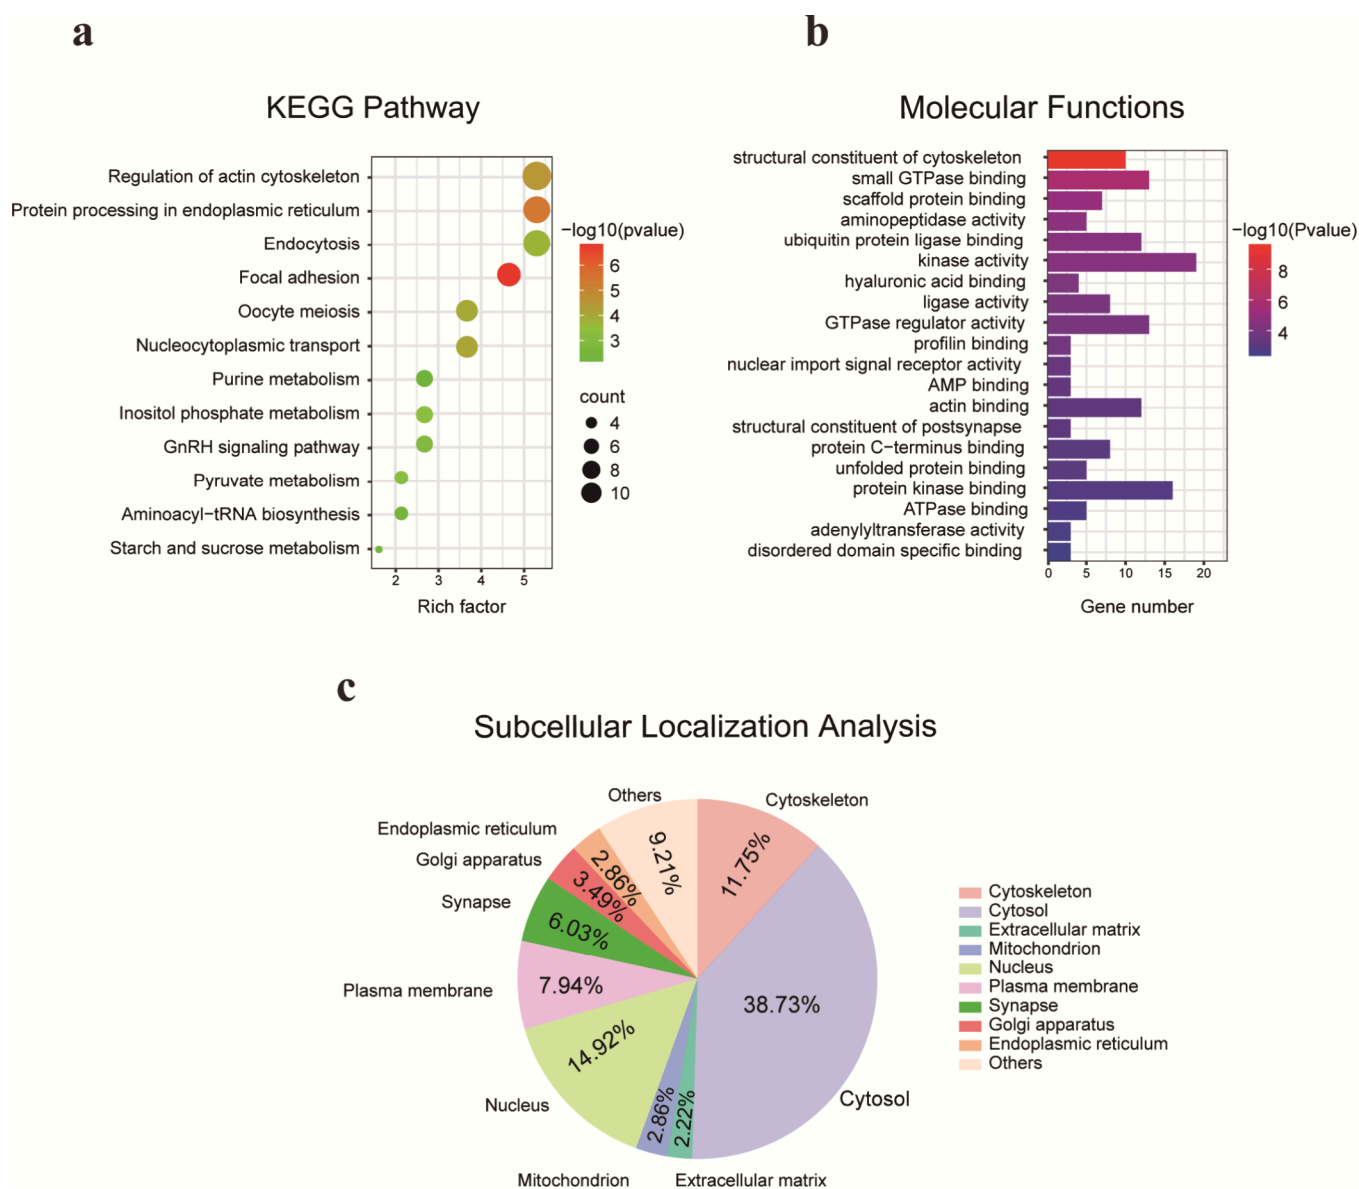 a
KEGG Pathway
Regulation of actin cytoskeleton
Protein processing in endoplasmic reticulum
Endocytosis
Focal adhesion
Oocyte meiosis
Nucleocytoplasmic transport
Purine metabolism
Inositol phosphate metabolism
GnRH signaling pathway
Pyruvate metabolism
Aminoacyl−tRNA biosynthesis
Starch and sucrose metabolism
2 3 4 5
Rich factor
−log10(pvalue)
6
5
4
3
count
4
6
8
10
b
Molecular Functions
structural constituent of cytoskeleton
small GTPase binding
scaffold protein binding
aminopeptidase activity
ubiquitin protein ligase binding
kinase activity
hyaluronic acid binding
ligase activity
GTPase regulator activity
profilin binding
nuclear import signal receptor activity
AMP binding
actin binding
structural constituent of postsynapse
protein C−terminus binding
unfolded protein binding
protein kinase binding
ATPase binding
adenylyltransferase activity
disordered domain specific binding
0 5 10 15 20
Gene number
−log10(Pvalue)
8
6
4
c
Subcellular Localization Analysis
Others
Cytoskeleton
Endoplasmic reticulum
Golgi apparatus
Synapse
Plasma membrane
Nucleus
Mitochondrion
Extracellular matrix
Cytosol
9.21%
11.75%
2.86%
3.49%
6.03%
7.94%
38.73%
14.92%
2.86%
2.22%
Cytoskeleton
Cytosol
Extracellular matrix
Mitochondrion
Nucleus
Plasma membrane
Synapse
Golgi apparatus
Endoplasmic reticulum
Others